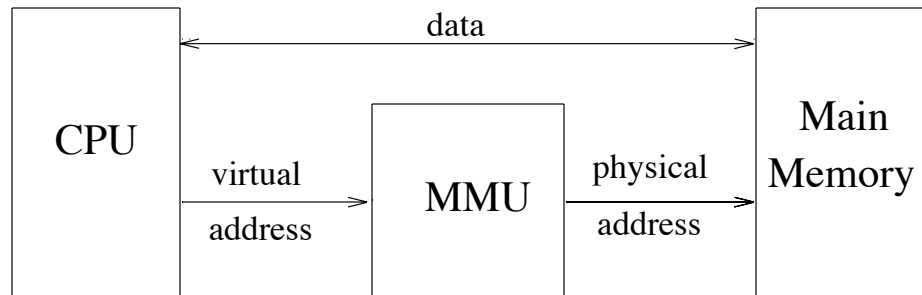 data
CPU
virtual
address
MMU
physical
address
Main
Memory